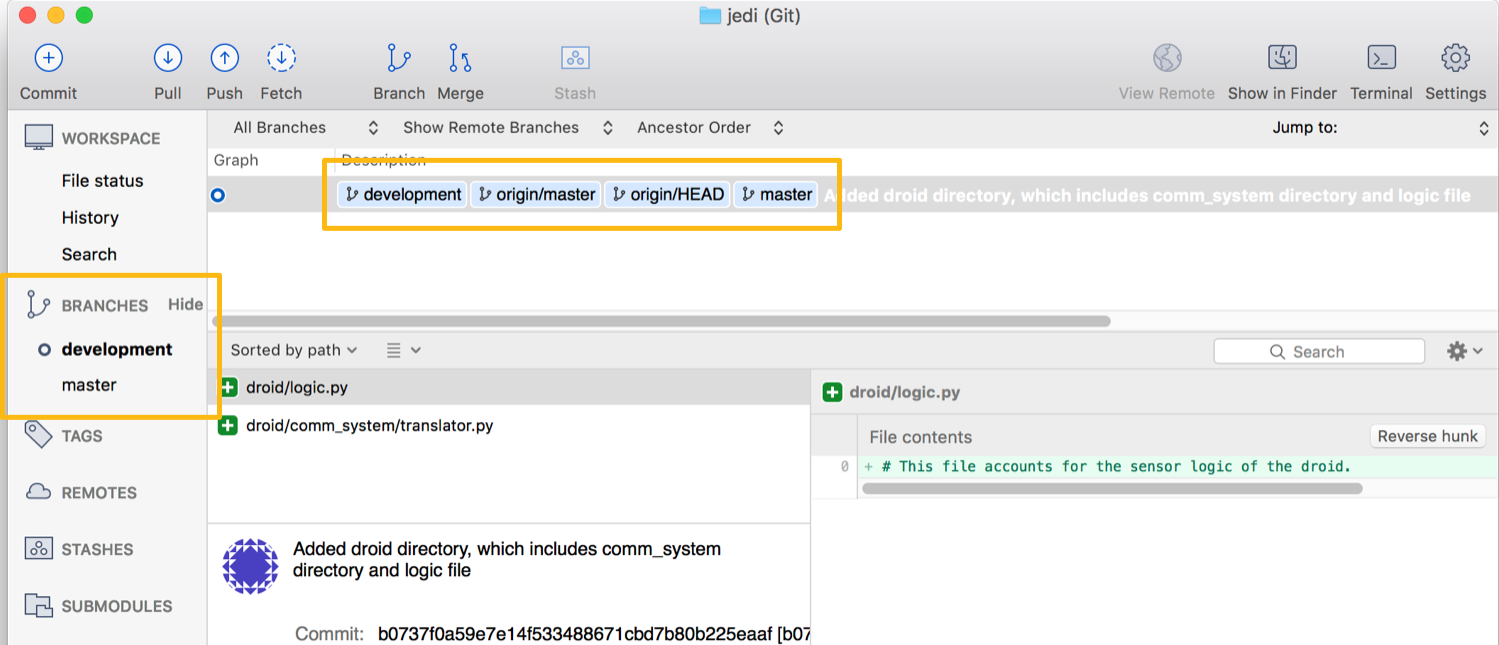 jedi (Git)
Commit Pull Push Fetch Branch Merge Stash View Remote Show in Finder Terminal Settings
WORKSPACE
File status
History
Search
BRANCHES Hide
development
master
TAGS
REMOTES
STASHES
SUBMODULES
All Branches Show Remote Branches Ancestor Order Jump to:
Graph Description
development origin/master origin/HEAD master Added droid directory, which includes comm_system directory and logic file
Sorted by path Search
droid/logic.py
droid/comm_system/translator.py
Added droid directory, which includes comm_system
directory and logic file
Commit: b0737f0a59e7e14f533488671cbd7b80b225eaaf [b07
droid/logic.py
File contents Reverse hunk
0 + # This file accounts for the sensor logic of the droid.